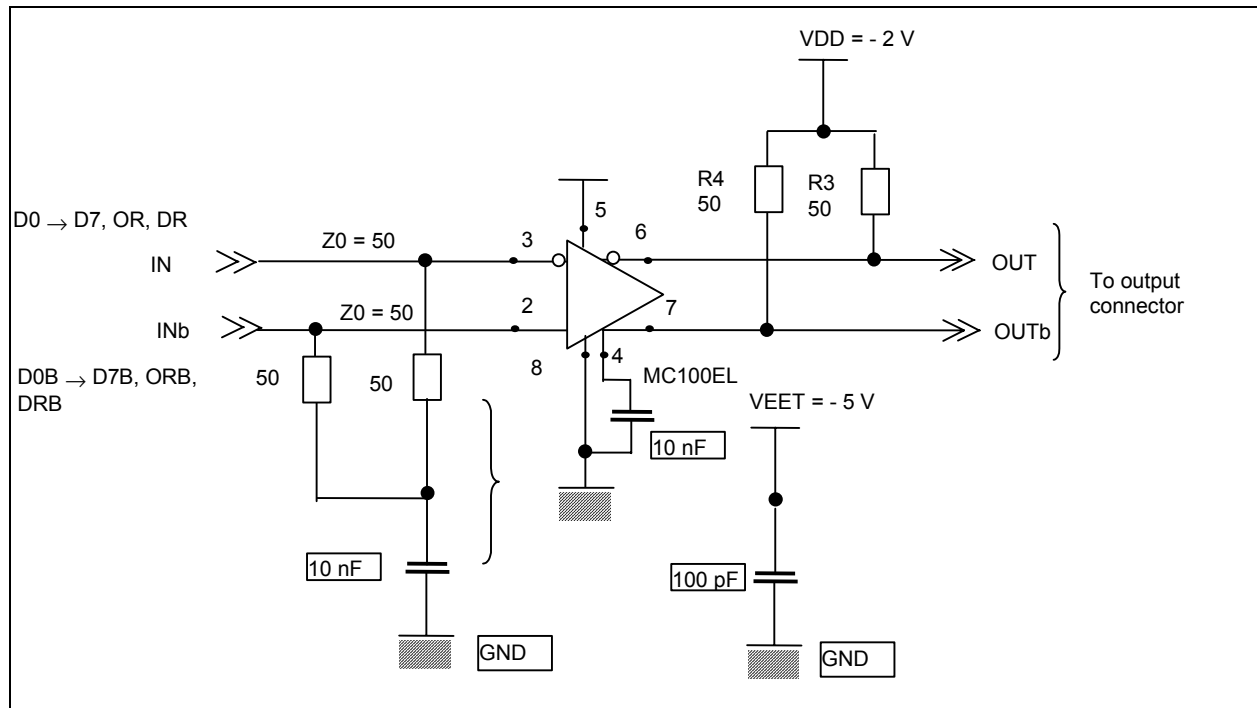 VDD = - 2 V
R4
50
R3
50
D0 → D7, OR, DR
5
6
Z0 = 50
3
IN
OUT
To output
connector
2
7
Z0 = 50
INb
OUTb
8
4
D0B → D7B, ORB,
DRB
50
50
MC100EL
VEET = - 5 V
10 nF
10 nF
100 pF
GND
GND